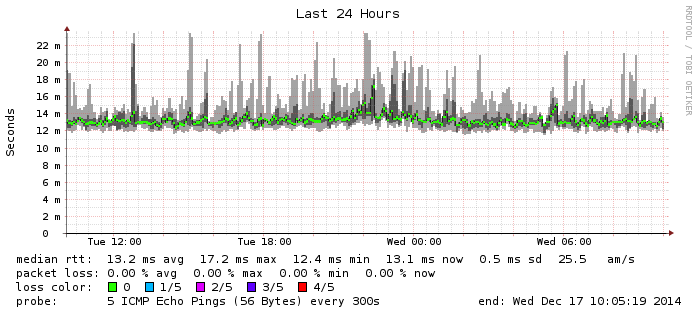 Last 24 Hours
RRDTOOL / TOBI OETIKER
Seconds
22 m
20 m
18 m
16 m
14 m
12 m
10 m
8 m
6 m
4 m
2 m
0
Tue 12:00 Tue 18:00 Wed 00:00 Wed 06:00
median rtt: 13.2 ms avg 17.2 ms max 12.4 ms min 13.1 ms now 0.5 ms sd 25.5 am/s
packet loss: 0.00 % avg 0.00 % max 0.00 % min 0.00 % now
loss color: 0 1/5 2/5 3/5 4/5
probe: 5 ICMP Echo Pings (56 Bytes) every 300s end: Wed Dec 17 10:05:19 2014